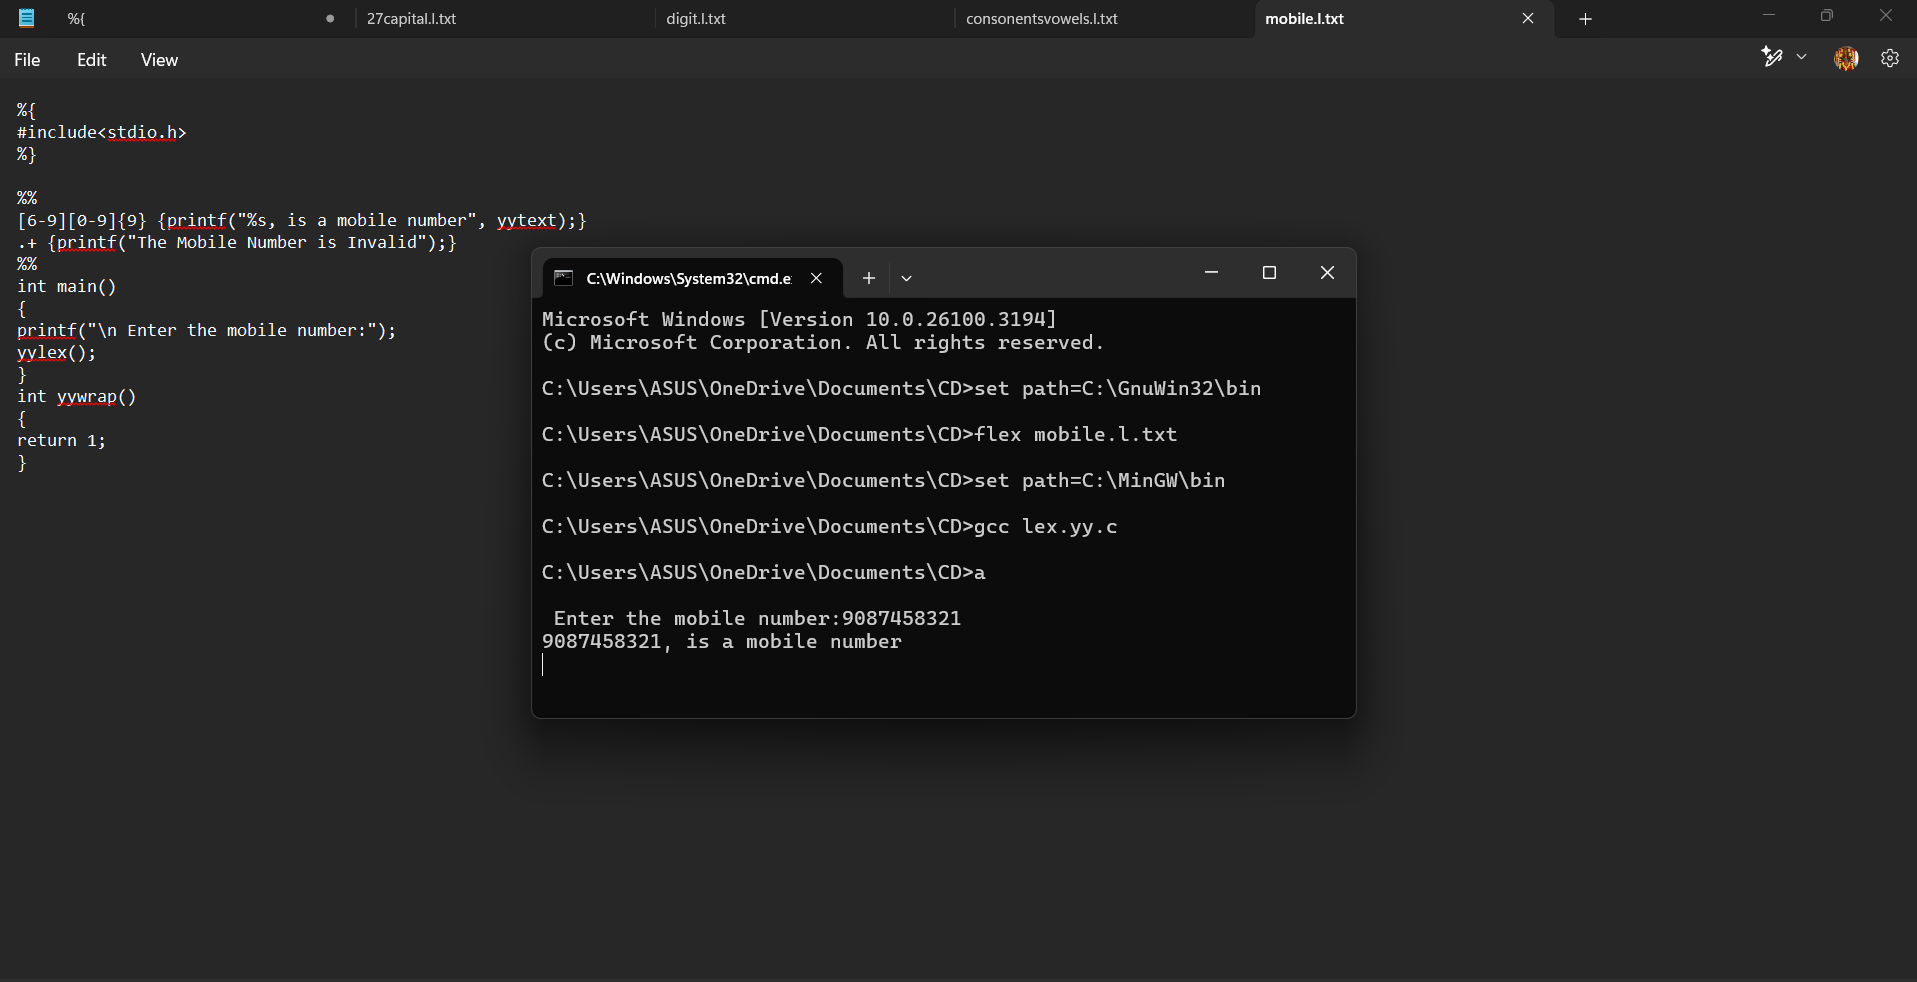 %{
27capital.l.txt
digit.l.txt
consonentsvowels.l.txt
mobile.l.txt
File
Edit
View
%{
#include<stdio.h>
%}
%%
[6-9][0-9]{9} {printf("%s, is a mobile number", yytext);}
.+ {printf("The Mobile Number is Invalid");}
%%
int main()
{
printf("\n Enter the mobile number:");
yylex();
}
int yywrap()
{
return 1;
}
C:\Windows\System32\cmd.e
Microsoft Windows [Version 10.0.26100.3194]
(c) Microsoft Corporation. All rights reserved.
C:\Users\ASUS\OneDrive\Documents\CD>set path=C:\GnuWin32\bin
C:\Users\ASUS\OneDrive\Documents\CD>flex mobile.l.txt
C:\Users\ASUS\OneDrive\Documents\CD>set path=C:\MinGW\bin
C:\Users\ASUS\OneDrive\Documents\CD>gcc lex.yy.c
C:\Users\ASUS\OneDrive\Documents\CD>a
Enter the mobile number:9087458321
9087458321, is a mobile number